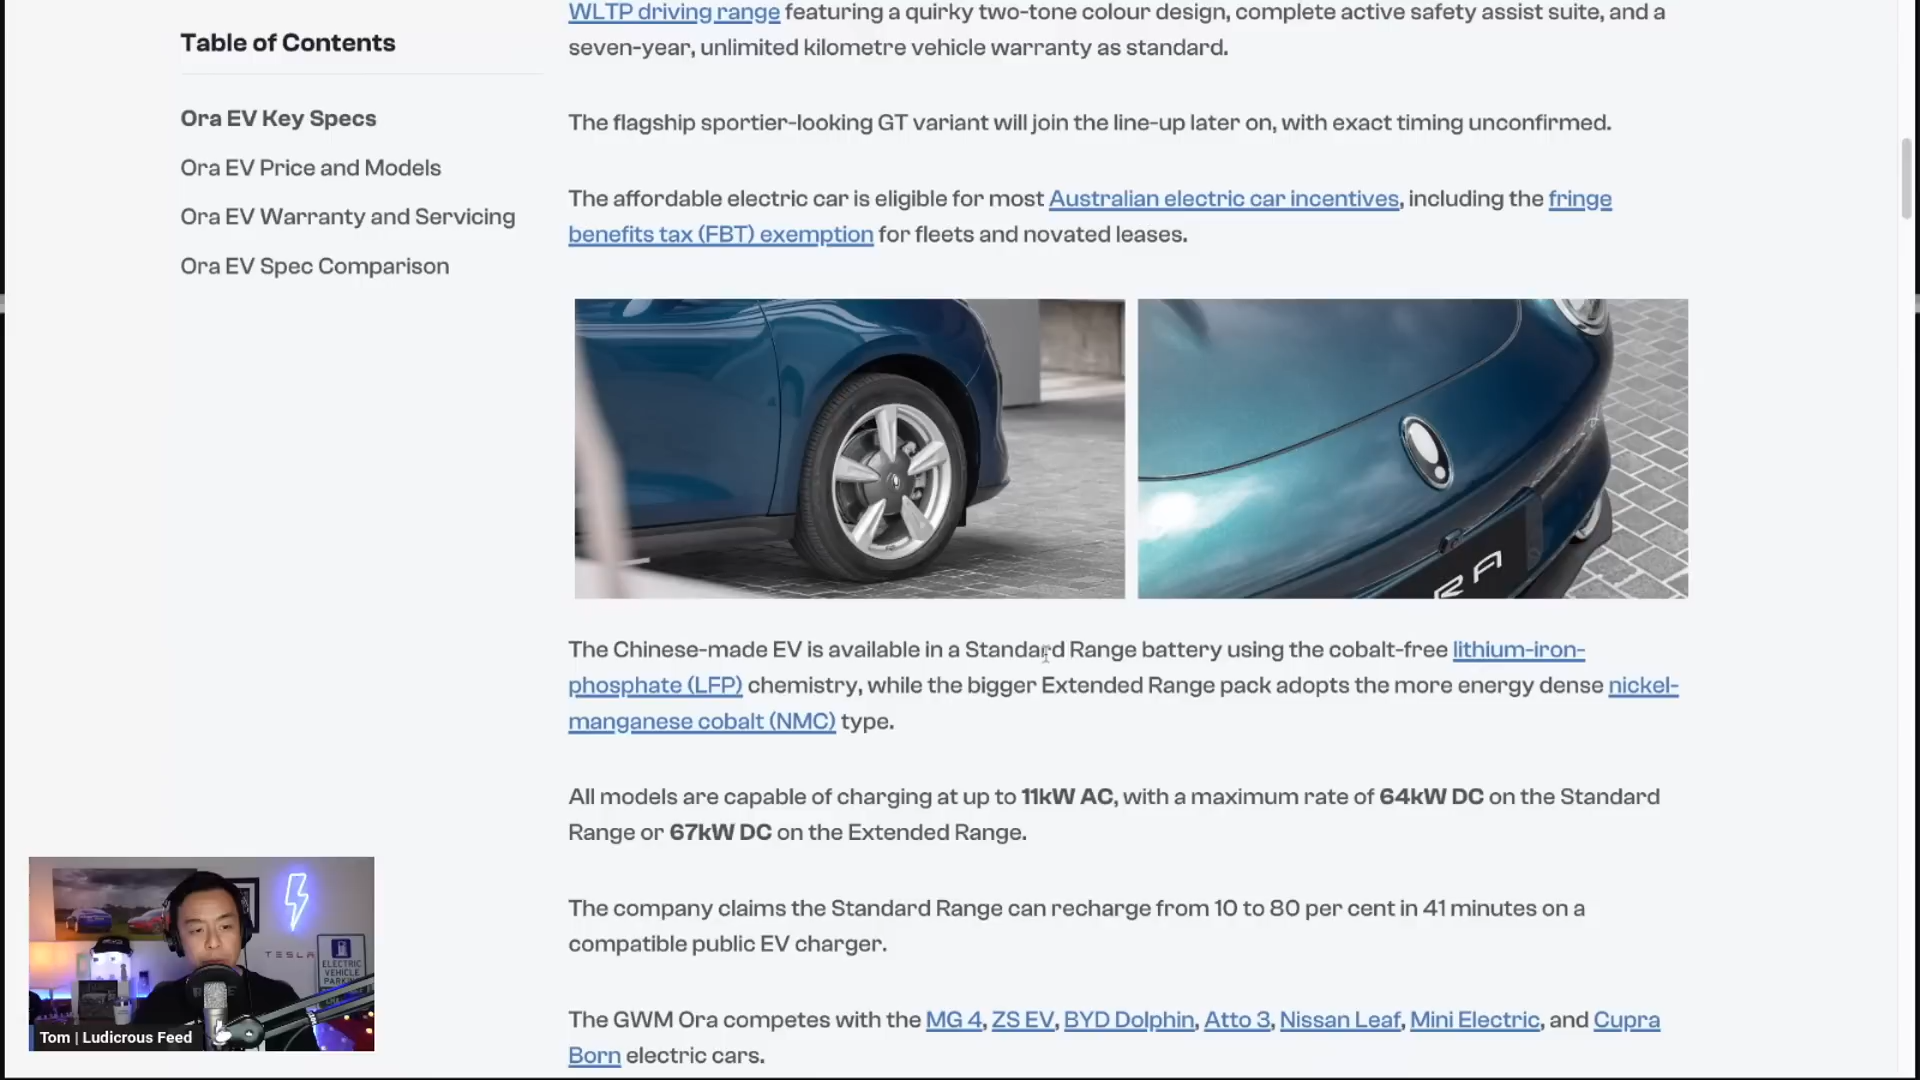 WLTP driving range featuring a quirky two-tone colour design, complete active safety assist suite, and a
seven-year, unlimited kilometre vehicle warranty as standard.
Table of Contents
Ora EV Key Specs
Ora EV Price and Models
Ora EV Warranty and Servicing
Ora EV Spec Comparison
The flagship sportier-looking GT variant will join the line-up later on, with exact timing unconfirmed.
The affordable electric car is eligible for most Australian electric car incentives, including the fringe
benefits tax (FBT) exemption for fleets and novated leases.
RA
The Chinese-made EV is available in a Standard Range battery using the cobalt-free lithium-iron-
phosphate (LFP) chemistry, while the bigger Extended Range pack adopts the more energy dense nickel-
manganese cobalt (NMC) type.
All models are capable of charging at up to 11kW AC, with a maximum rate of 64kW DC on the Standard
Range or 67kW DC on the Extended Range.
The company claims the Standard Range can recharge from 10 to 80 per cent in 41 minutes on a
compatible public EV charger.
The GWM Ora competes with the MG 4, ZS EV, BYD Dolphin, Atto 3, Nissan Leaf, Mini Electric, and Cupra
Born electric cars.
TESLA
ELECTRIC
VEHICLE
PARKING
Tom | Ludicrous Feed